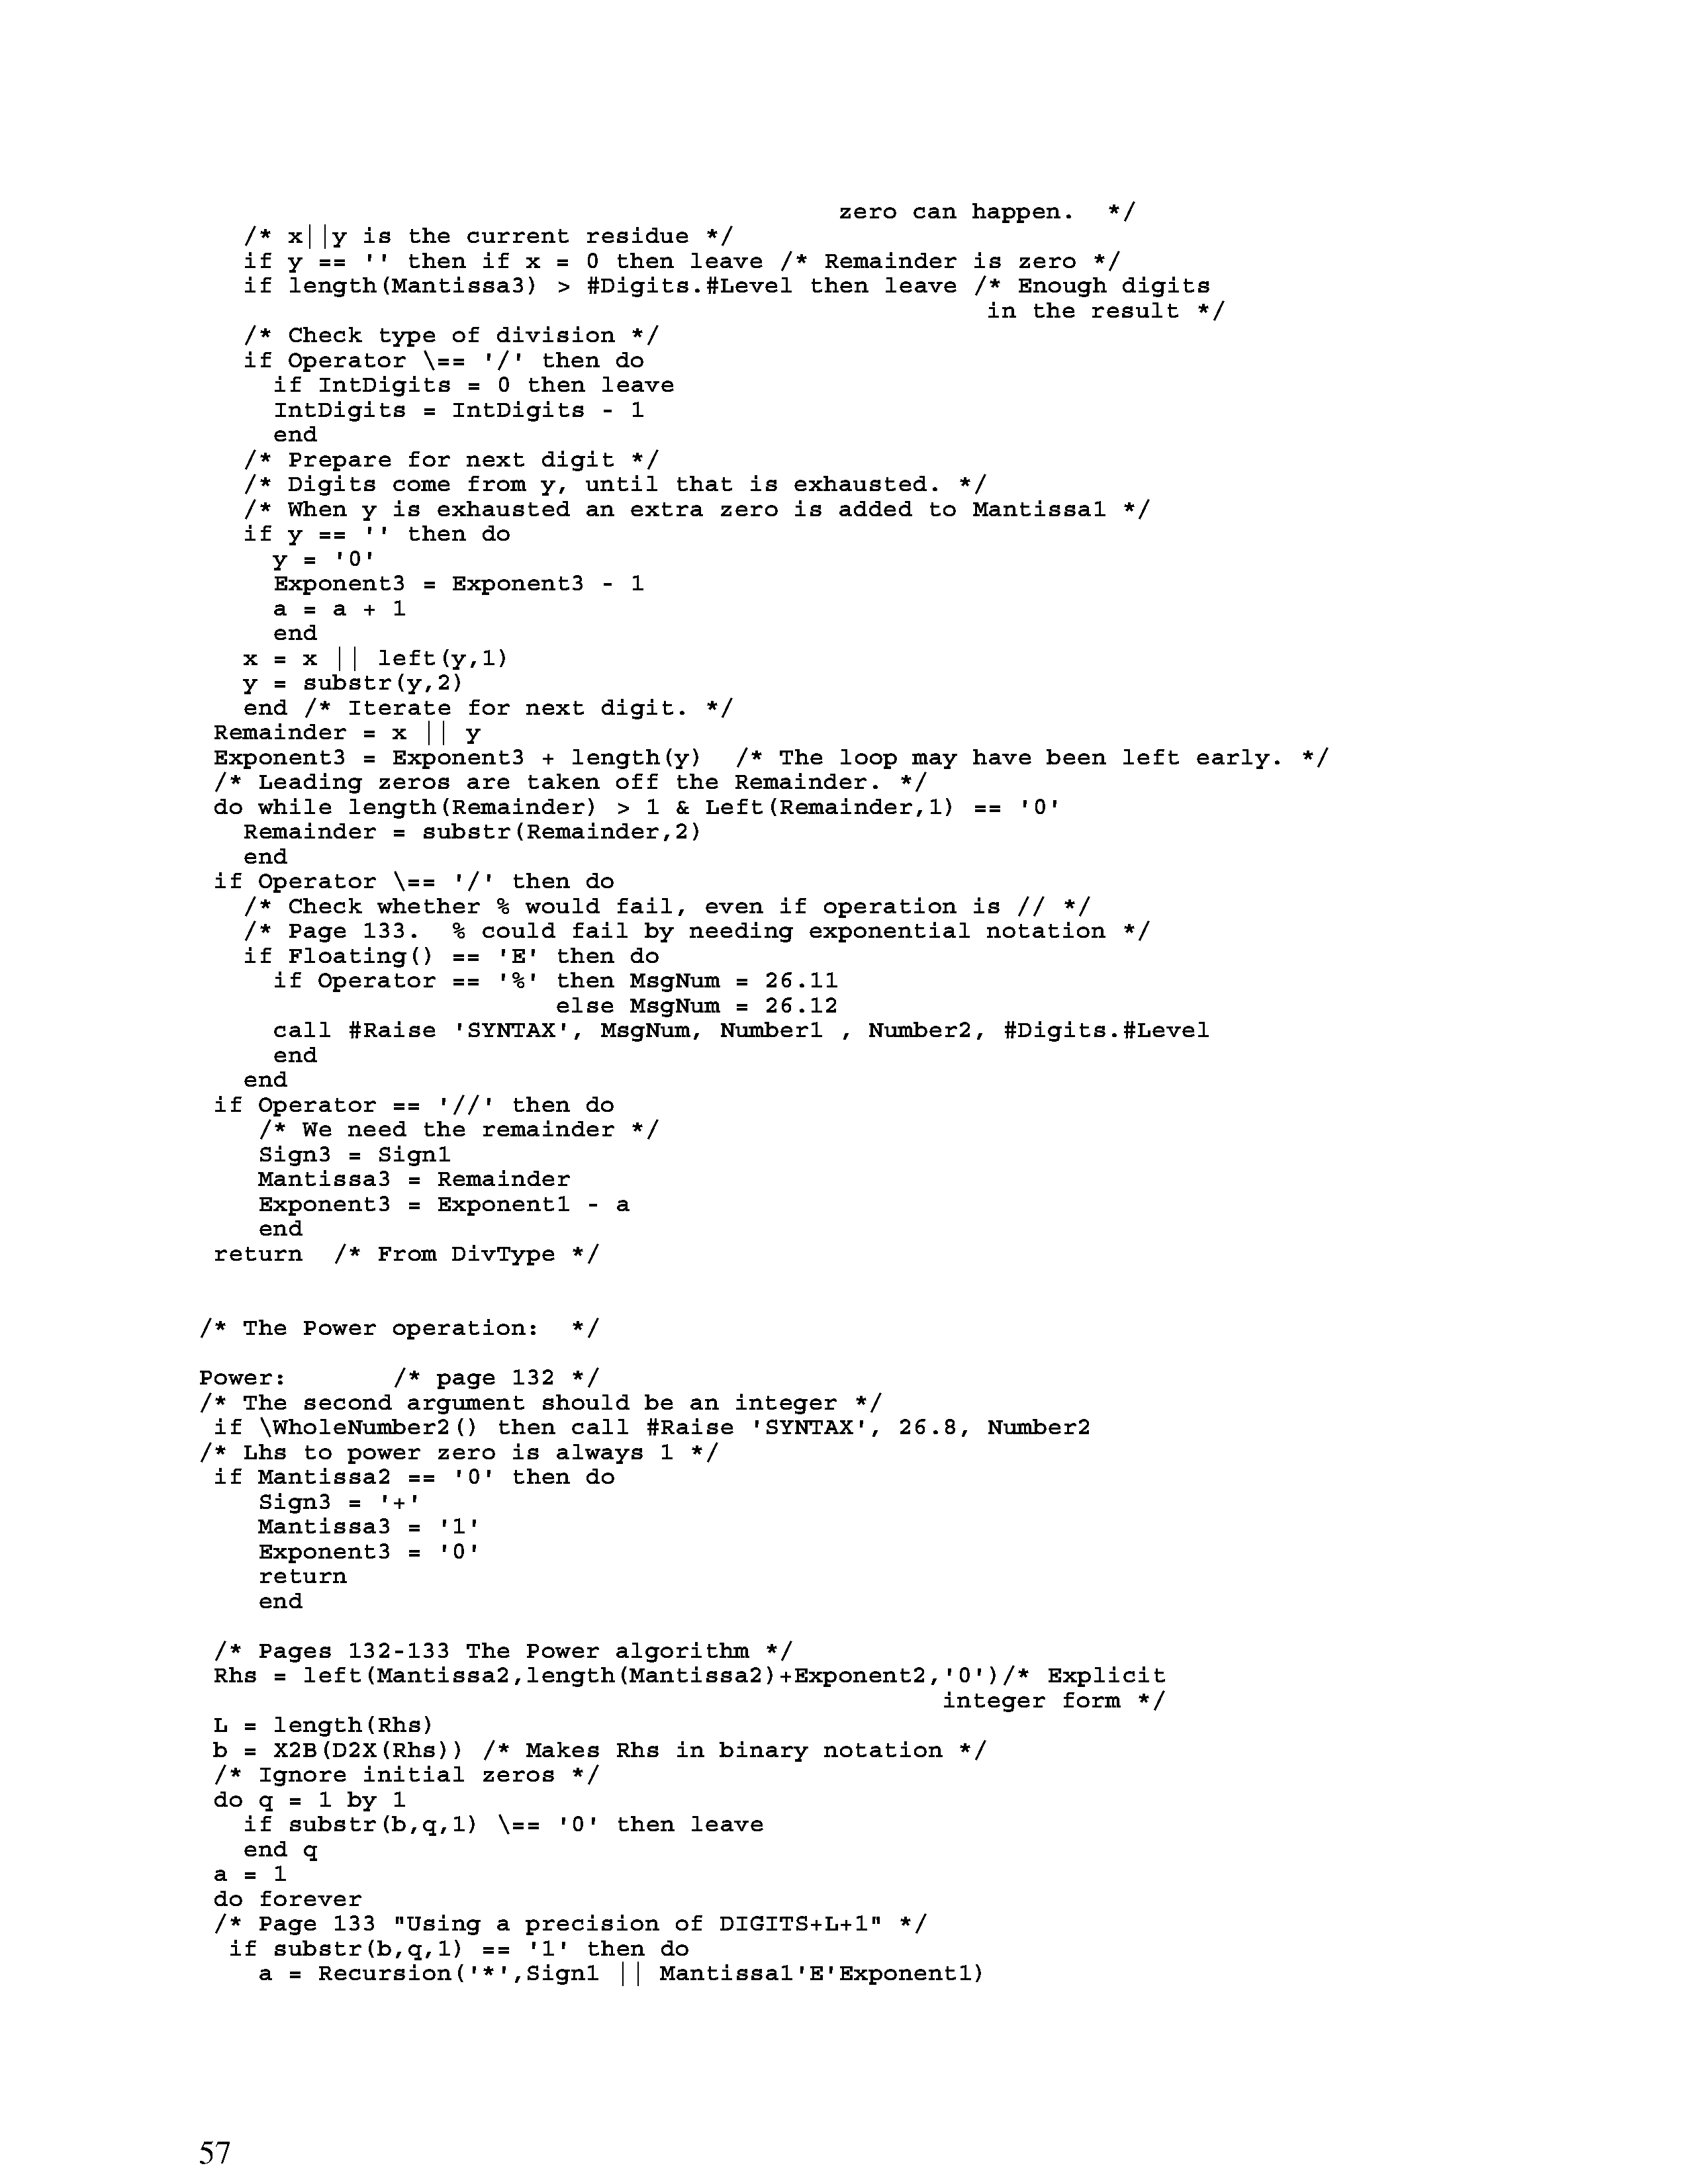 zero can happen.  */
   /* x||y is the current residue */
   if y == '' then if x = 0 then leave /* Remainder is zero */
   if length(Mantissa3) > #Digits.#Level then leave /* Enough digits
                                                     in the result */
   /* Check type of division */
   if Operator \== '/' then do
     if IntDigits = 0 then leave
     IntDigits = IntDigits - 1
     end
   /* Prepare for next digit */
   /* Digits come from y, until that is exhausted. */
   /* When y is exhausted an extra zero is added to Mantissa1 */
   if y == '' then do
     y = '0'
     Exponent3 = Exponent3 - 1
     a = a + 1
     end
   x = x || left(y,1)
   y = substr(y,2)
   end /* Iterate for next digit. */
 Remainder = x || y
 Exponent3 = Exponent3 + length(y)  /* The loop may have been left early. */
 /* Leading zeros are taken off the Remainder. */
 do while length(Remainder) > 1 & Left(Remainder,1) == '0'
   Remainder = substr(Remainder,2)
   end
 if Operator \== '/' then do
   /* Check whether % would fail, even if operation is // */
   /* Page 133.  % could fail by needing exponential notation */
   if Floating() == 'E' then do
     if Operator == '%' then MsgNum = 26.11
                        else MsgNum = 26.12
     call #Raise 'SYNTAX', MsgNum, Number1 , Number2, #Digits.#Level
     end
   end
 if Operator == '//' then do
    /* We need the remainder */
    Sign3 = Sign1
    Mantissa3 = Remainder
    Exponent3 = Exponent1 - a
    end
 return  /* From DivType */


/* The Power operation:  */

Power:       /* page 132 */
/* The second argument should be an integer */
 if \WholeNumber2() then call #Raise 'SYNTAX', 26.8, Number2
/* Lhs to power zero is always 1 */
 if Mantissa2 == '0' then do
    Sign3 = '+'
    Mantissa3 = '1'
    Exponent3 = '0'
    return
    end

 /* Pages 132-133 The Power algorithm */
 Rhs = left(Mantissa2,length(Mantissa2)+Exponent2,'0')/* Explicit
                                                  integer form */
 L = length(Rhs)
 b = X2B(D2X(Rhs)) /* Makes Rhs in binary notation */
 /* Ignore initial zeros */
 do q = 1 by 1
   if substr(b,q,1) \== '0' then leave
   end q
 a = 1
 do forever
 /* Page 133 "Using a precision of DIGITS+L+1" */
  if substr(b,q,1) == '1' then do
    a = Recursion('*',Sign1 || Mantissa1'E'Exponent1)

57